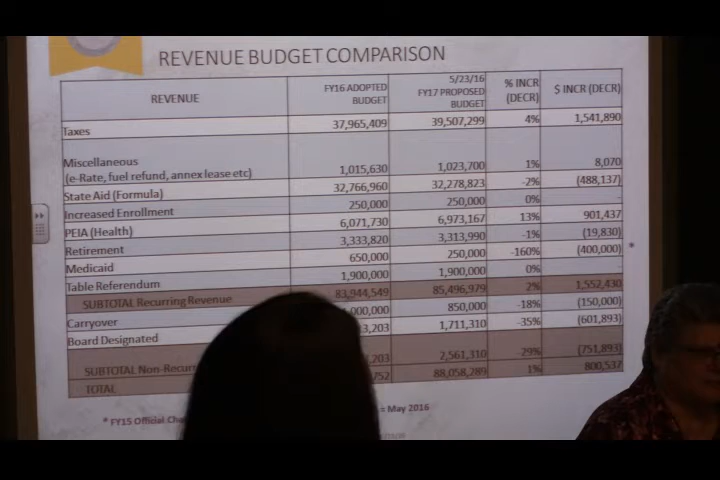 REVENUE BUDGET COMPARISON
REVENUE
FY16 ADOPTED
BUDGET
5/23/16
FY17 PROPOSED
BUDGET
% INCR
(DECR)
$ INCR (DECR)
Taxes 37,965,409 39,507,299 4% 1,541,890
Miscellaneous
(e-Rate, fuel refund, annex lease etc) 1,015,630 1,023,700 1% 8,070
State Aid (Formula) 32,766,960 32,278,823 -2% (488,137)
Increased Enrollment 250,000 250,000 0% -
PEIA (Health) 6,071,730 6,973,167 13% 901,437
Retirement 3,333,820 3,313,990 -1% (19,830)
Medicaid 650,000 250,000 -160% (400,000) *
Table Referendum 1,900,000 1,900,000 0% -
SUBTOTAL Recurring Revenue 83,944,549 85,496,979 2% 1,552,430
Carryover 000,000 850,000 -18% (150,000)
Board Designated 3,203 1,711,310 -35% (601,893)
SUBTOTAL Non-Recurr ,203 2,561,310 -29% (751,893)
TOTAL 752 88,058,289 1% 800,537
* FY15 Official = May 2016